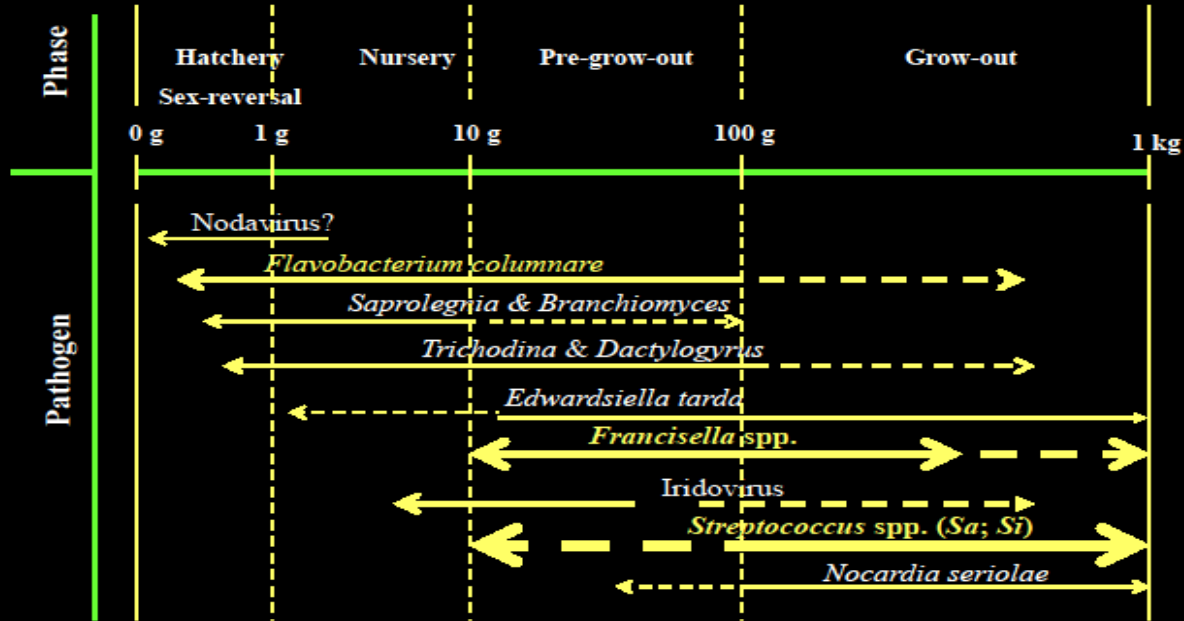 Phase
Hatchery Nursery Pre-grow-out Grow-out
Sex-reversal
0 g 1 g 10 g 100 g 1 kg
Pathogen
Nodavirus?
Flavobacterium columnare
Saprolegnia & Branchiomyces
Trichodina & Dactylogyrus
Edwardsiella tarda
Francisella spp.
Iridovirus
Streptococcus spp. (Sa; Si)
Nocardia seriolae